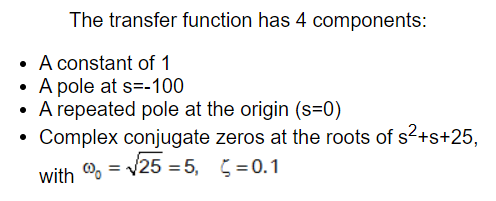 The transfer function has 4 components:
• A constant of 1
• A pole at s=-100
• A repeated pole at the origin (s=0)
• Complex conjugate zeros at the roots of s²+s+25,
with ω₀ = √25 = 5, ζ = 0.1